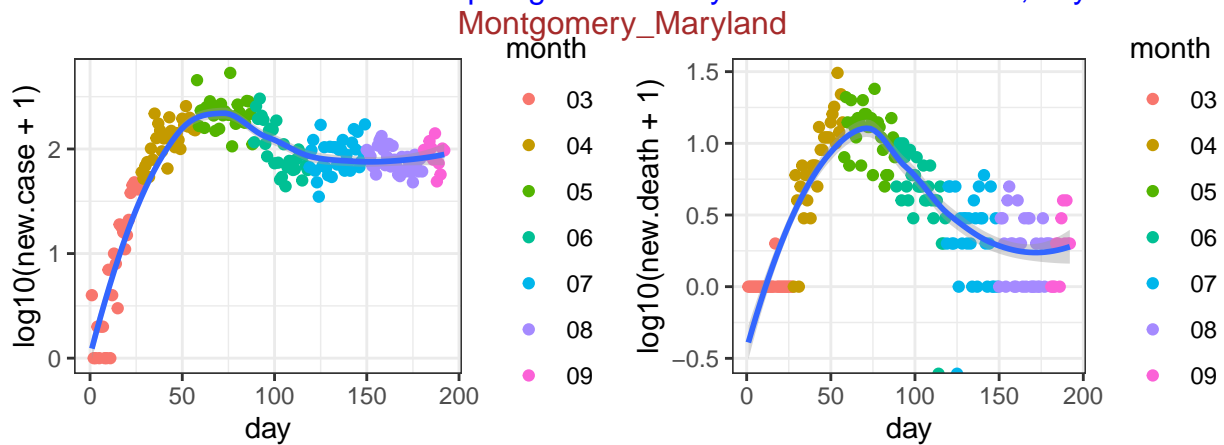 Montgomery_Maryland
log10(new.case + 1)
2
1
0
0 50 100 150 200
day
month
03
04
05
06
07
08
09
log10(new.death + 1)
1.5
1.0
0.5
0.0
−0.5
0 50 100 150 200
day
month
03
04
05
06
07
08
09